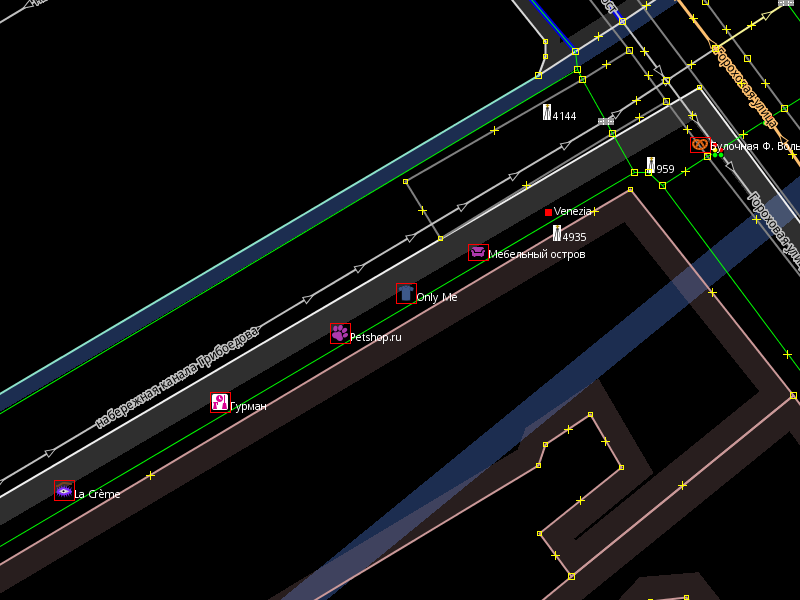 4144
Гороховая улица
Булочная Ф. Воль
959
Venezia
4935
Гороховая ули
Мебельный остров
Only Me
Petshop.ru
набережная канала Грибоедова
Гурман
La Crème